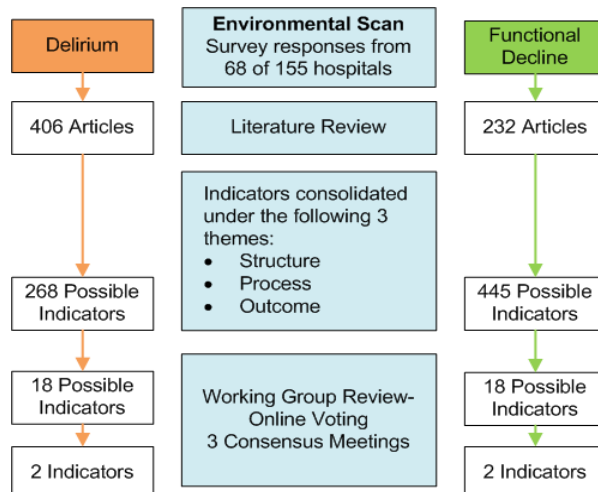 Delirium
406 Articles
268 Possible
Indicators
18 Possible
Indicators
2 Indicators
Environmental Scan
Survey responses from
68 of 155 hospitals
Literature Review
Indicators consolidated
under the following 3
themes:
• Structure
• Process
• Outcome
Working Group Review-
Online Voting
3 Consensus Meetings
Functional
Decline
232 Articles
445 Possible
Indicators
18 Possible
Indicators
2 Indicators